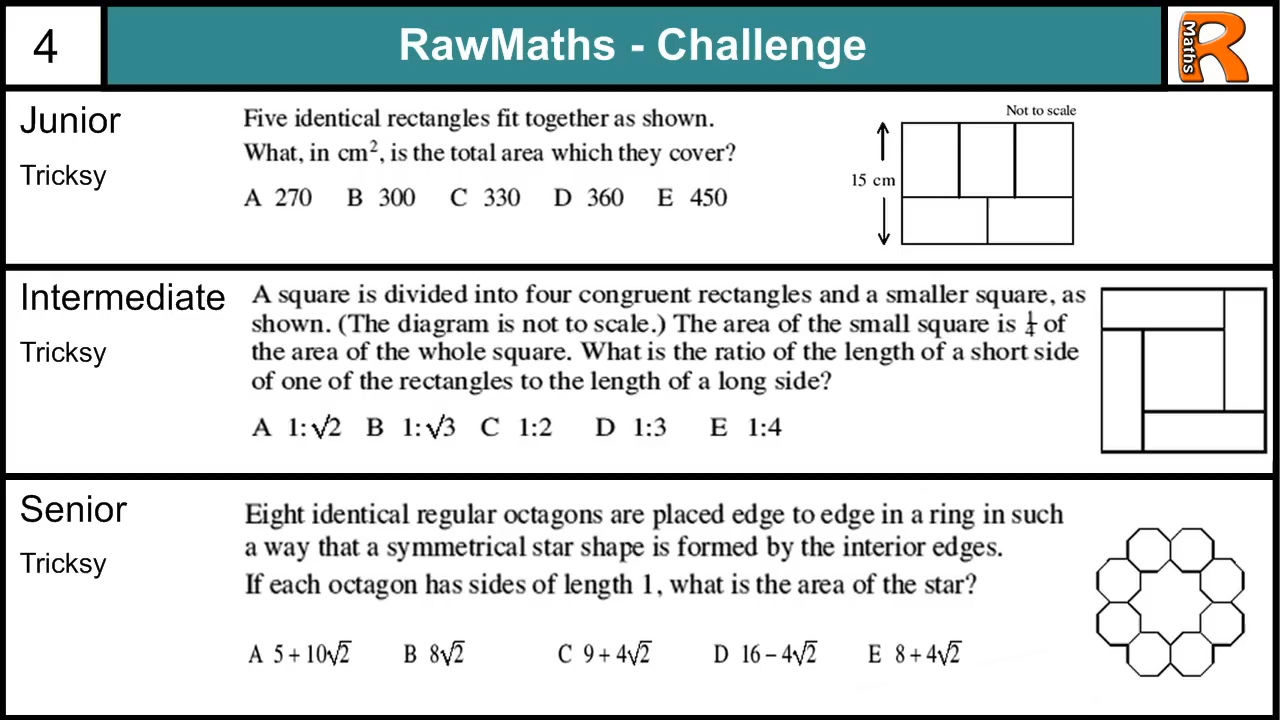 4
RawMaths - Challenge
Maths
R
Junior
Tricksy
Five identical rectangles fit together as shown.
What, in cm², is the total area which they cover?
A 270 B 300 C 330 D 360 E 450
Not to scale
15 cm
Intermediate
Tricksy
A square is divided into four congruent rectangles and a smaller square, as
shown. (The diagram is not to scale.) The area of the small square is ¼ of
the area of the whole square. What is the ratio of the length of a short side
of one of the rectangles to the length of a long side?
A 1:√2 B 1:√3 C 1:2 D 1:3 E 1:4
Senior
Tricksy
Eight identical regular octagons are placed edge to edge in a ring in such
a way that a symmetrical star shape is formed by the interior edges.
If each octagon has sides of length 1, what is the area of the star?
A 5 + 10√2 B 8√2 C 9 + 4√2 D 16 – 4√2 E 8 + 4√2